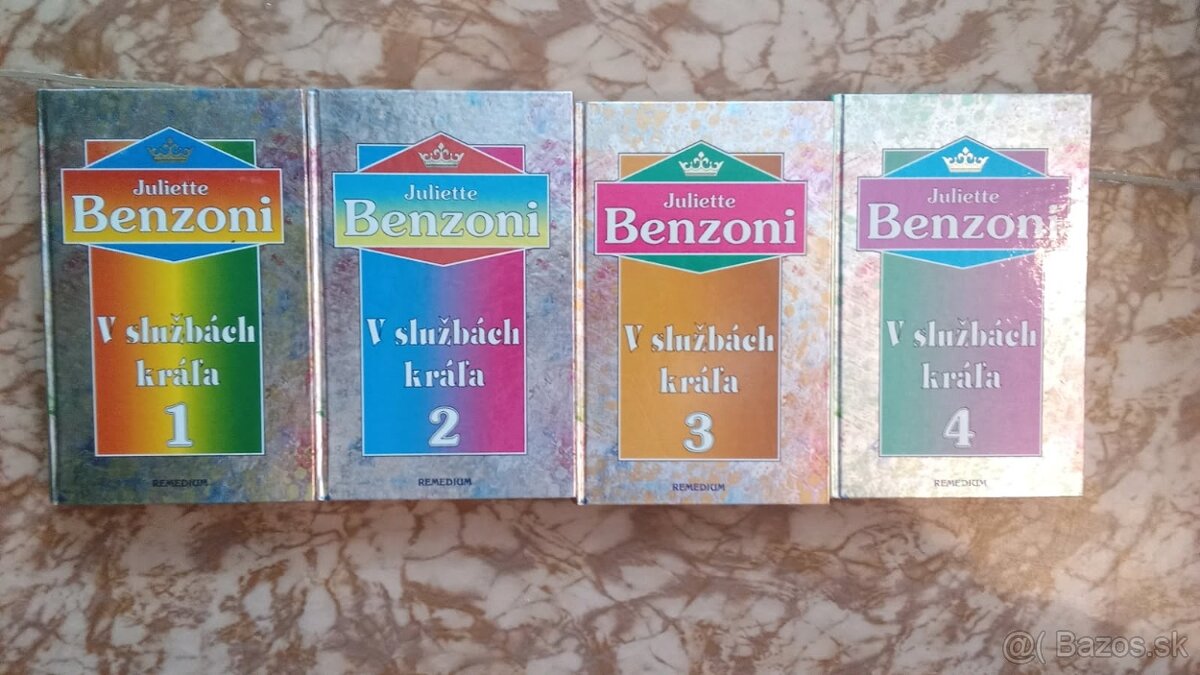 Juliette
Benzoni
V službách
kráľa
1
REMEDIUM
Juliette
Benzoni
V službách
kráľa
2
REMEDIUM
Juliette
Benzoni
V službách
kráľa
3
REMEDIUM
Juliette
Benzoni
V službách
kráľa
4
REMEDIUM
@( Bazos.sk